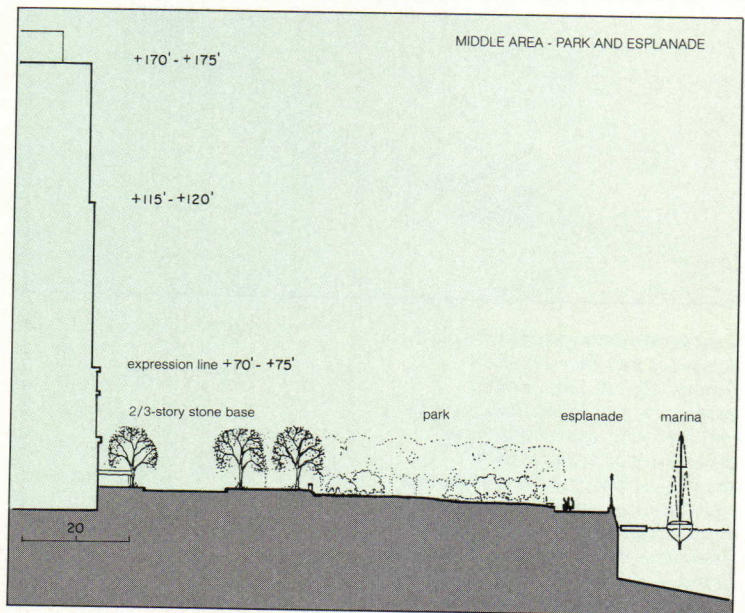 MIDDLE AREA - PARK AND ESPLANADE
+170' - +175'
+115' - +120'
expression line +70' - +75'
2/3-story stone base
park
esplanade
marina
20